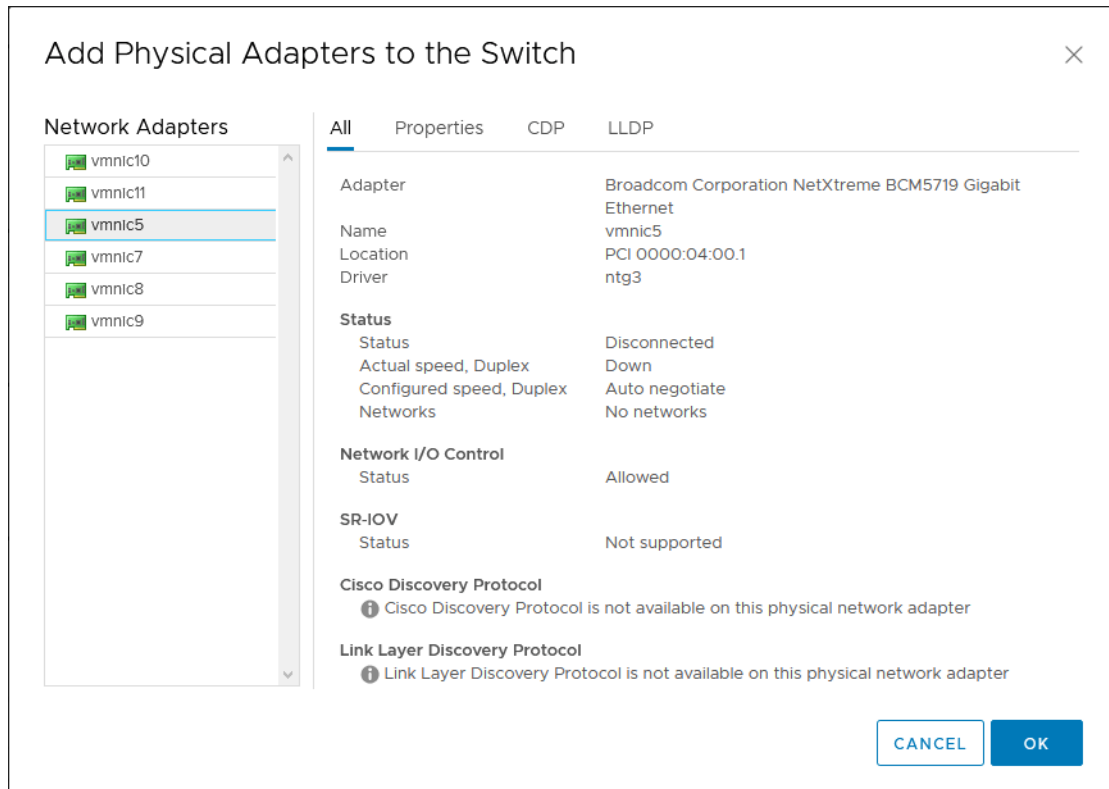 Add Physical Adapters to the Switch
Network Adapters
vmnic10
vmnic11
vmnic5
vmnic7
vmnic8
vmnic9
All Properties CDP LLDP
Adapter Broadcom Corporation NetXtreme BCM5719 Gigabit
Ethernet
Name vmnic5
Location PCI 0000:04:00.1
Driver ntg3
Status
Status Disconnected
Actual speed, Duplex Down
Configured speed, Duplex Auto negotiate
Networks No networks
Network I/O Control
Status Allowed
SR-IOV
Status Not supported
Cisco Discovery Protocol
Cisco Discovery Protocol is not available on this physical network adapter
Link Layer Discovery Protocol
Link Layer Discovery Protocol is not available on this physical network adapter
CANCEL OK